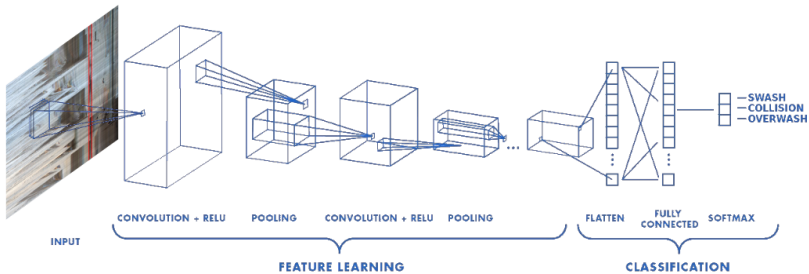 SWASH
COLLISION
OVERWASH
...
INPUT
CONVOLUTION + RELU
POOLING
CONVOLUTION + RELU
POOLING
FLATTEN
FULLY
CONNECTED
SOFTMAX
FEATURE LEARNING
CLASSIFICATION